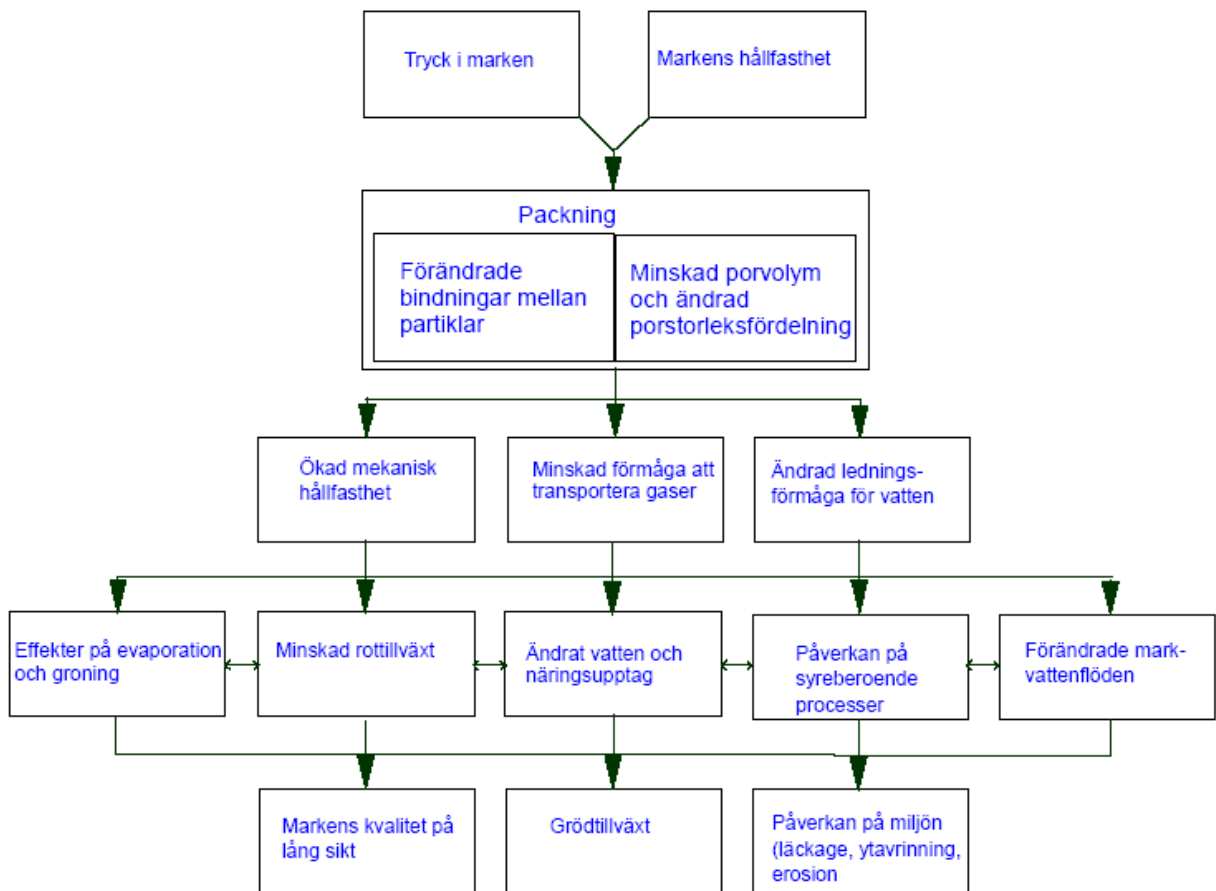 Tryck i marken
Markens hållfasthet
Packning
Förändrade
bindningar mellan
partiklar
Minskad porvolym
och ändrad
porstorleksfördelning
Ökad mekanisk
hållfasthet
Minskad förmåga att
transportera gaser
Ändrad lednings-
förmåga för vatten
Effekter på evaporation
och groning
Minskad rottillväxt
Ändrat vatten och
näringsupptag
Påverkan på
syreberoende
processer
Förändrade mark-
vattenflöden
Markens kvalitet på
lång sikt
Grödtillväxt
Påverkan på miljön
(läckage, ytavrinning,
erosion